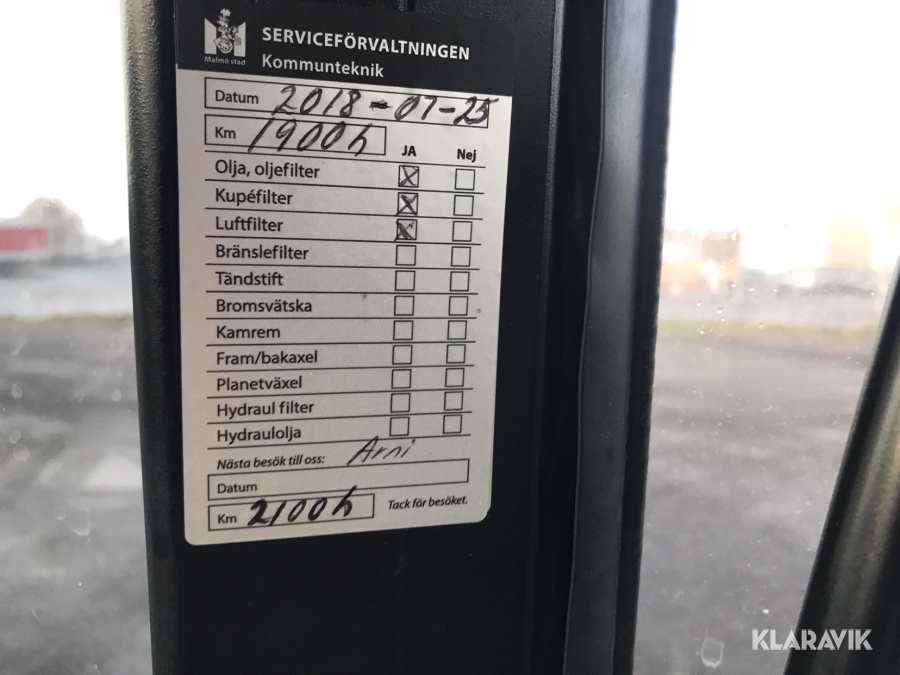 Malmö stad
SERVICEFÖRVALTNINGEN
Kommunteknik
Datum 2018-07-25
Km 1900h
JA Nej
Olja, oljefilter
Kupéfilter
Luftfilter
Bränslefilter
Tändstift
Bromsvätska
Kamrem
Fram/bakaxel
Planetväxel
Hydraul filter
Hydraulolja
Nästa besök till oss: Arni
Datum
Km 2100h Tack för besöket.
KLARAVIK